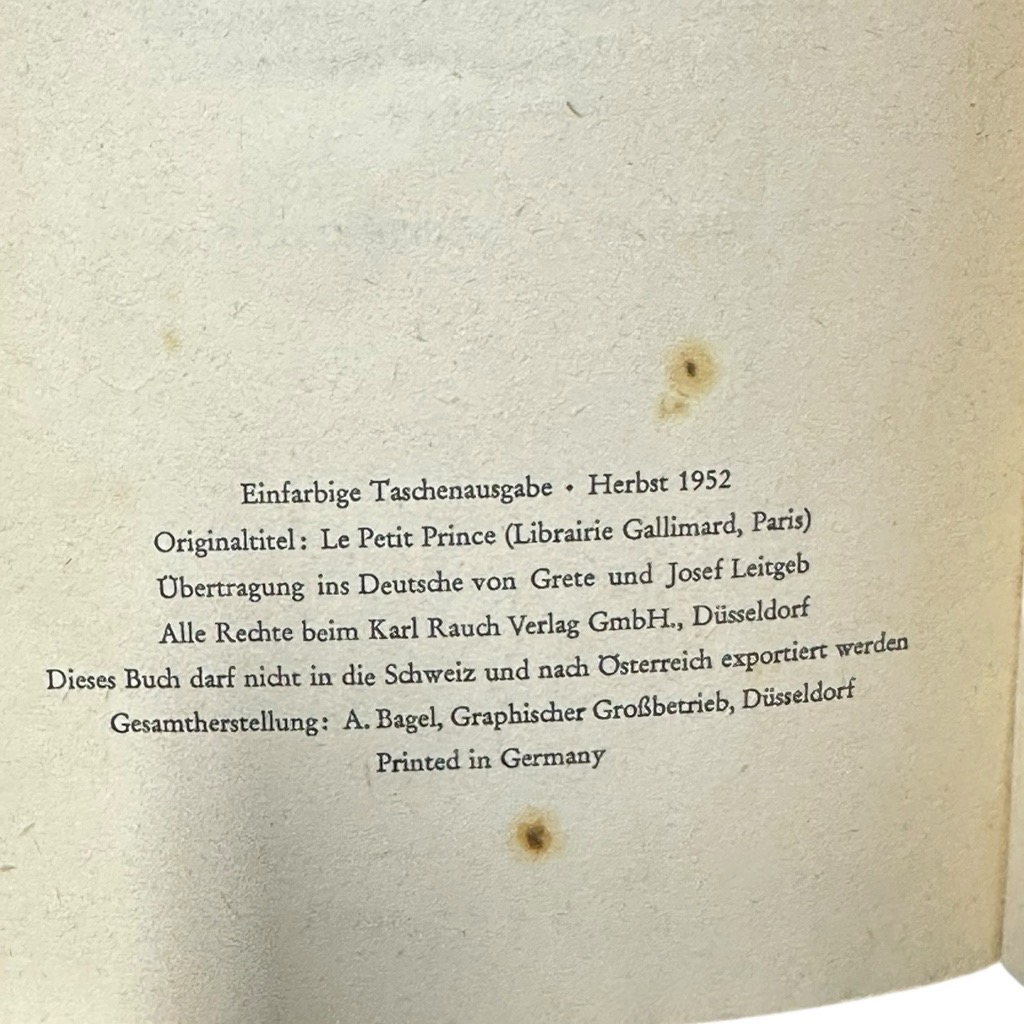 Einfarbige Taschenausgabe • Herbst 1952
Originaltitel: Le Petit Prince (Librairie Gallimard, Paris)
Übertragung ins Deutsche von Grete und Josef Leitgeb
Alle Rechte beim Karl Rauch Verlag GmbH., Düsseldorf
Dieses Buch darf nicht in die Schweiz und nach Österreich exportiert werden
Gesamtherstellung: A. Bagel, Graphischer Großbetrieb, Düsseldorf
Printed in Germany